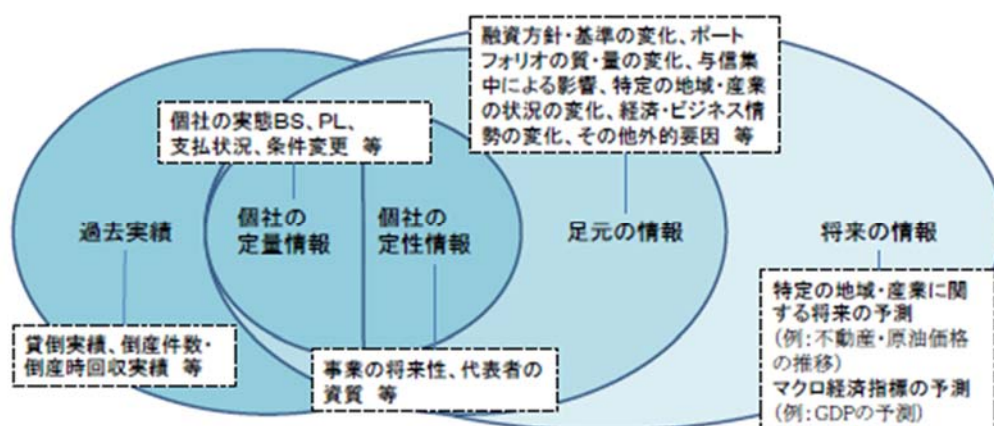 融資方針・基準の変化、ポート
フォリオの質・量の変化、与信集
中による影響、特定の地域・産業
の状況の変化、経済・ビジネス情
勢の変化、その他外的要因 等
個社の実態BS、PL、
支払状況、条件変更 等
過去実績
個社の
定量情報
個社の
定性情報
足元の情報
将来の情報
貸倒実績、倒産件数・
倒産時回収実績 等
事業の将来性、代表者の
資質 等
特定の地域・産業に関
する将来の予測
(例:不動産・原油価格
の推移)
マクロ経済指標の予測
(例:GDPの予測)